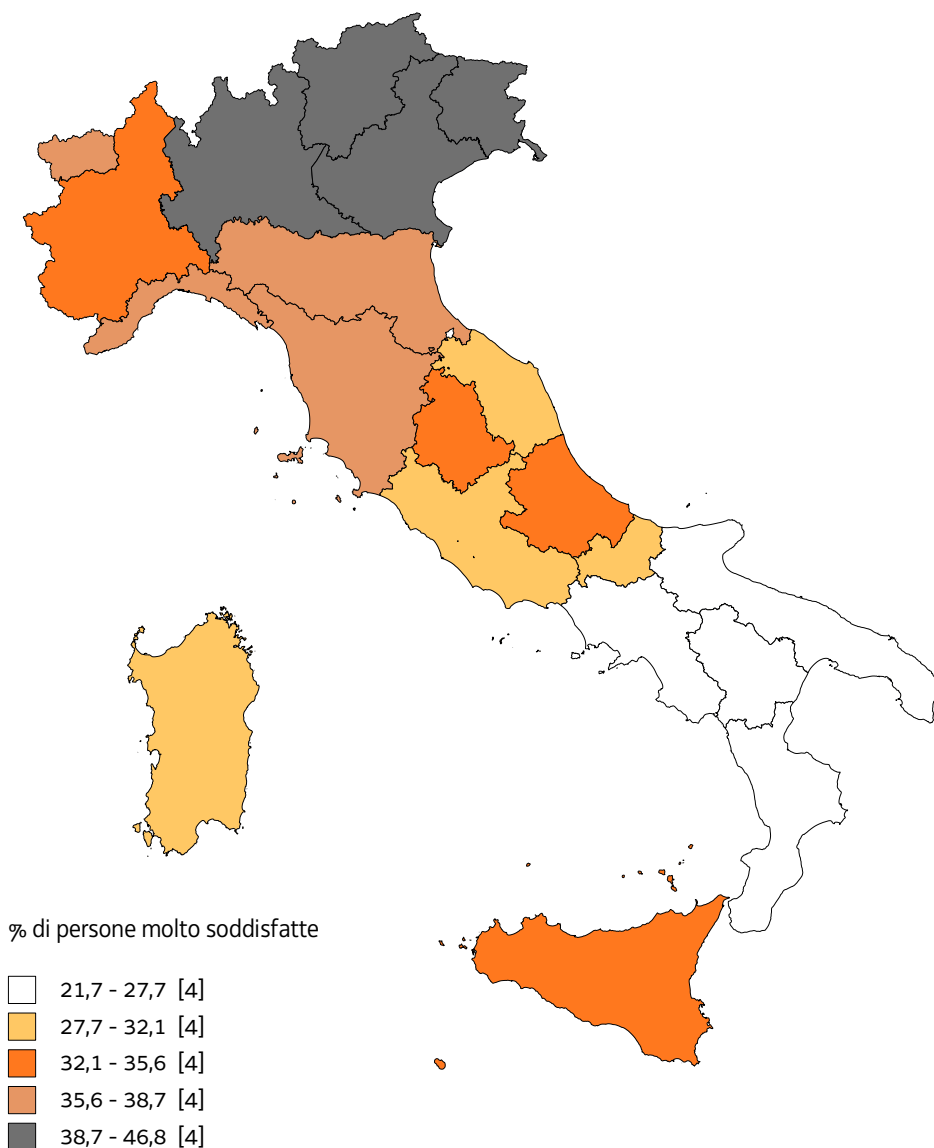 % di persone molto soddisfatte
21,7 - 27,7 [4]
27,7 - 32,1 [4]
32,1 - 35,6 [4]
35,6 - 38,7 [4]
38,7 - 46,8 [4]